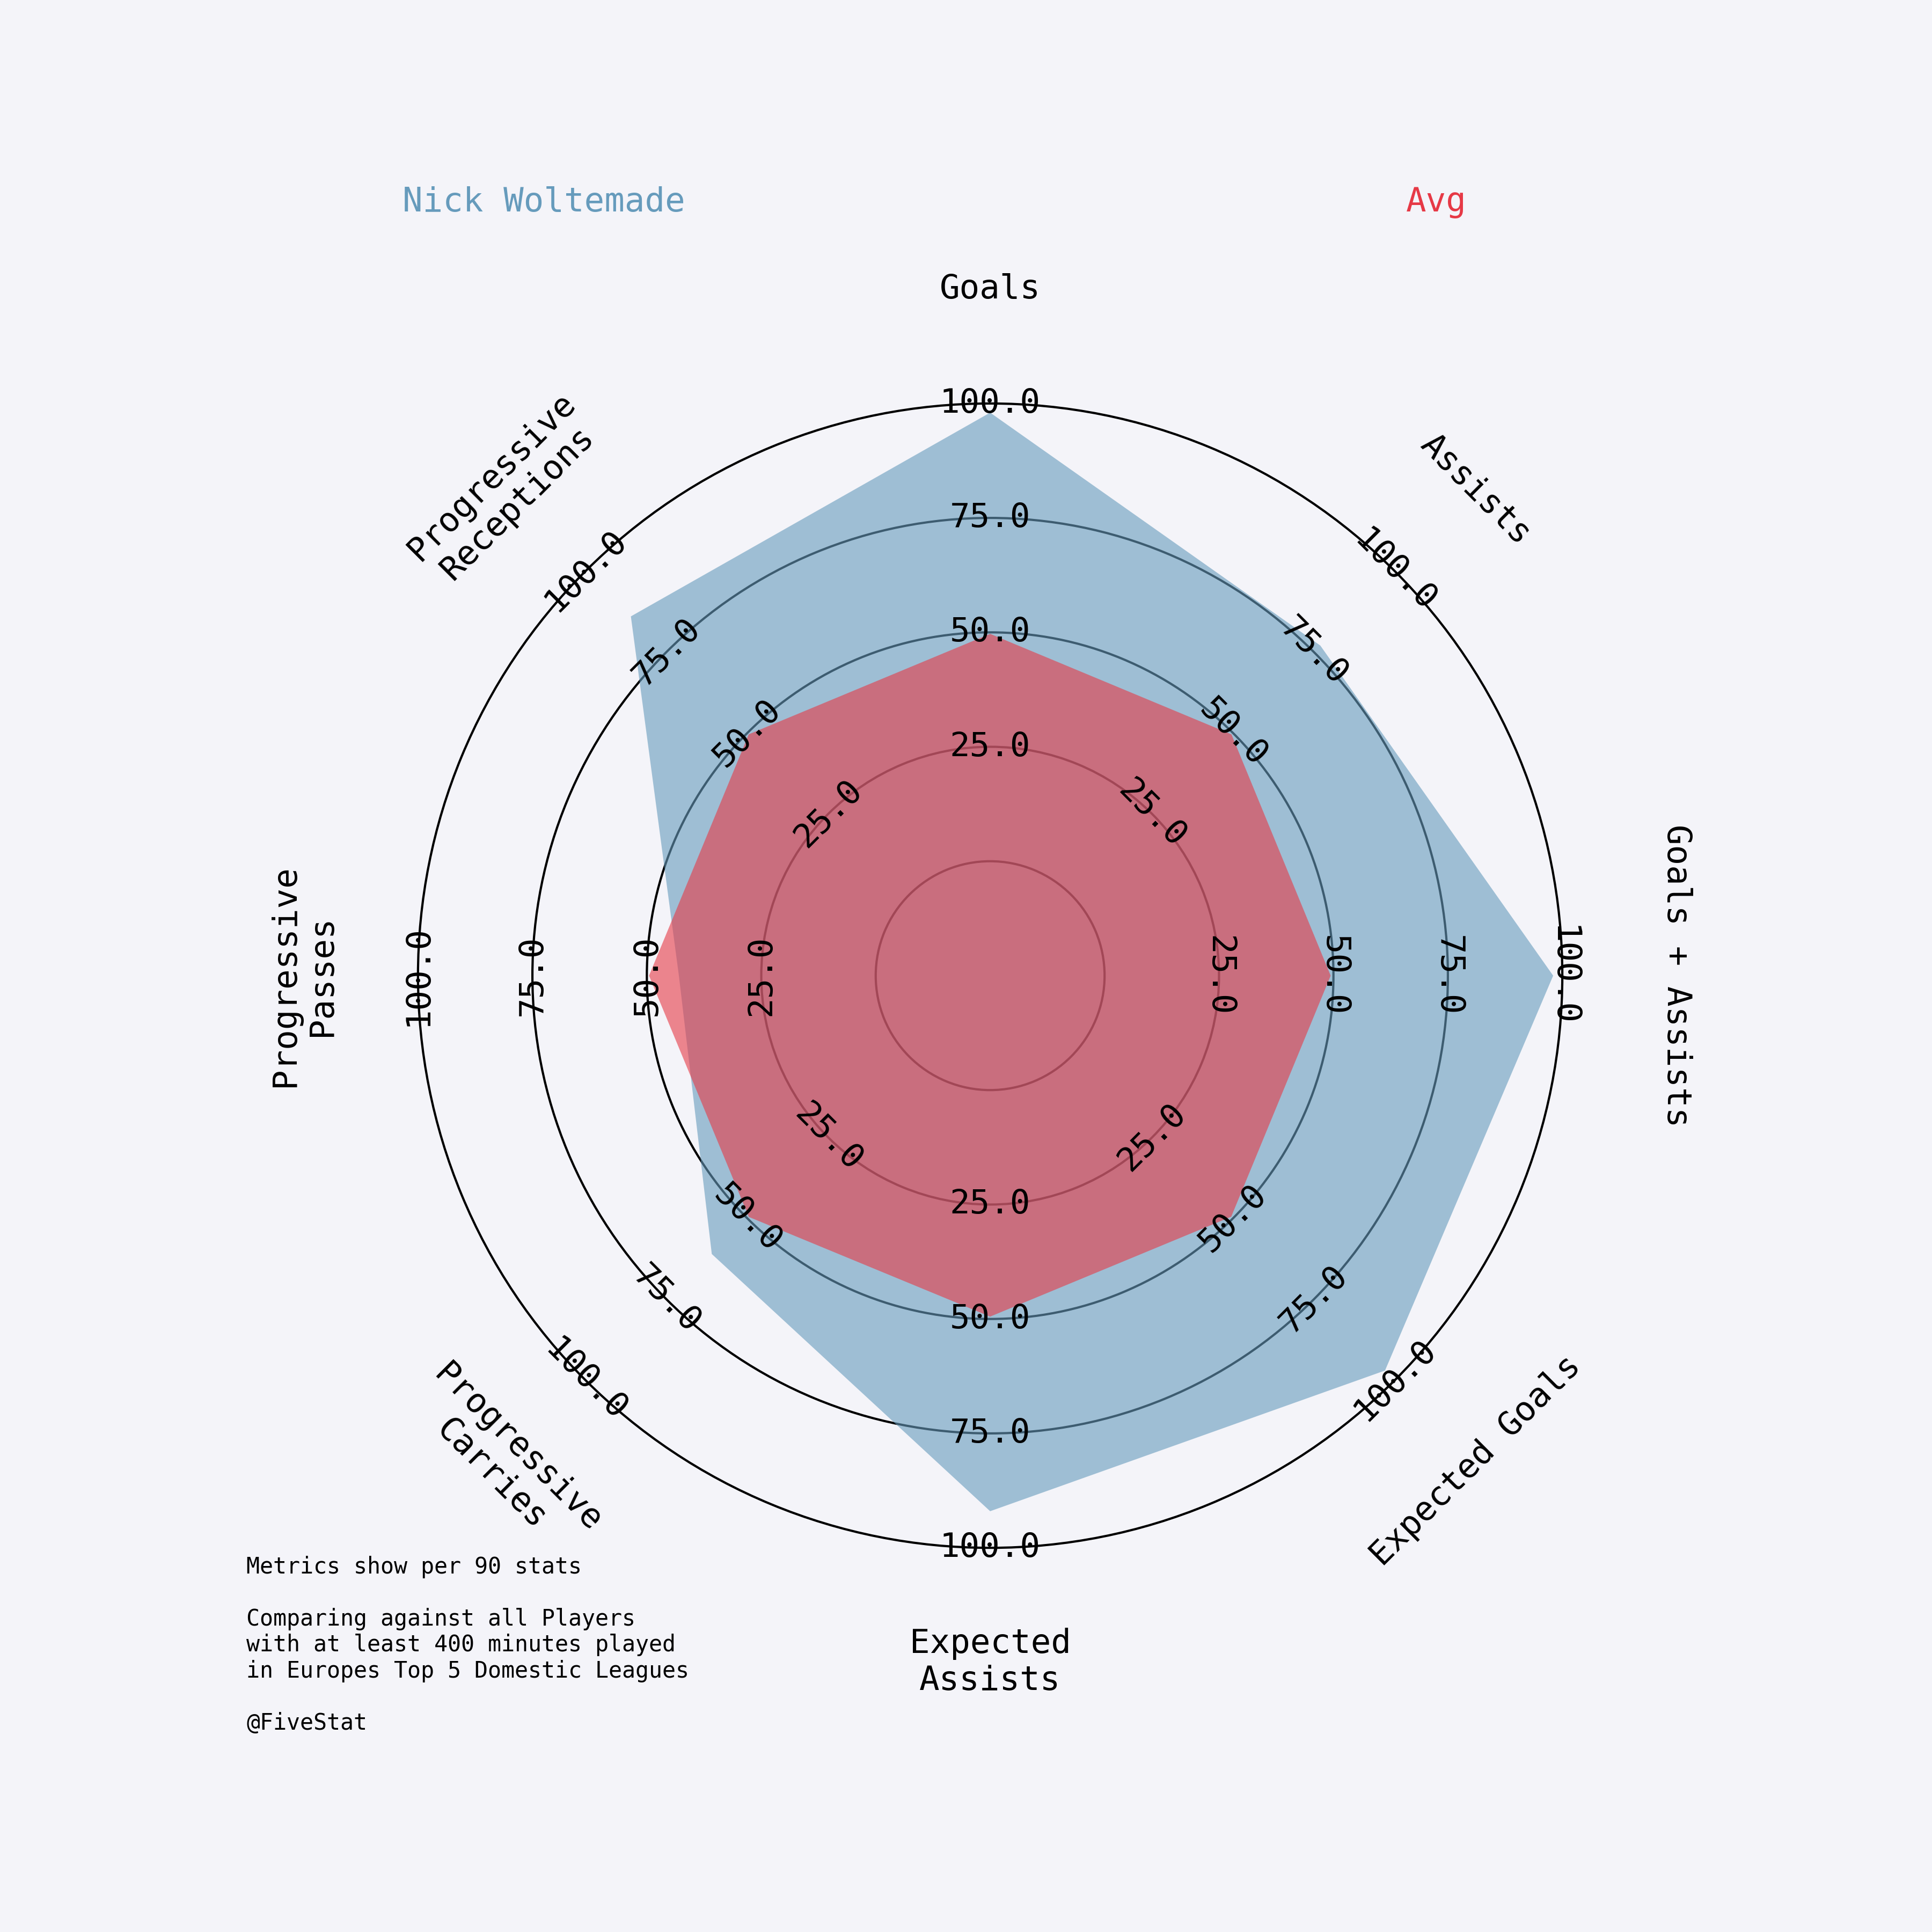 Nick Woltemade
Avg
Goals
Assists
Goals + Assists
Expected Goals
Expected
Assists
Progressive
Carries
Progressive
Passes
Progressive
Receptions
25.0
50.0
75.0
100.0
25.0
50.0
75.0
100.0
25.0
50.0
75.0
100.0
25.0
50.0
75.0
100.0
25.0
50.0
75.0
100.0
25.0
50.0
75.0
100.0
25.0
50.0
75.0
100.0
25.0
50.0
75.0
100.0
Metrics show per 90 stats
Comparing against all Players
with at least 400 minutes played
in Europes Top 5 Domestic Leagues
@FiveStat